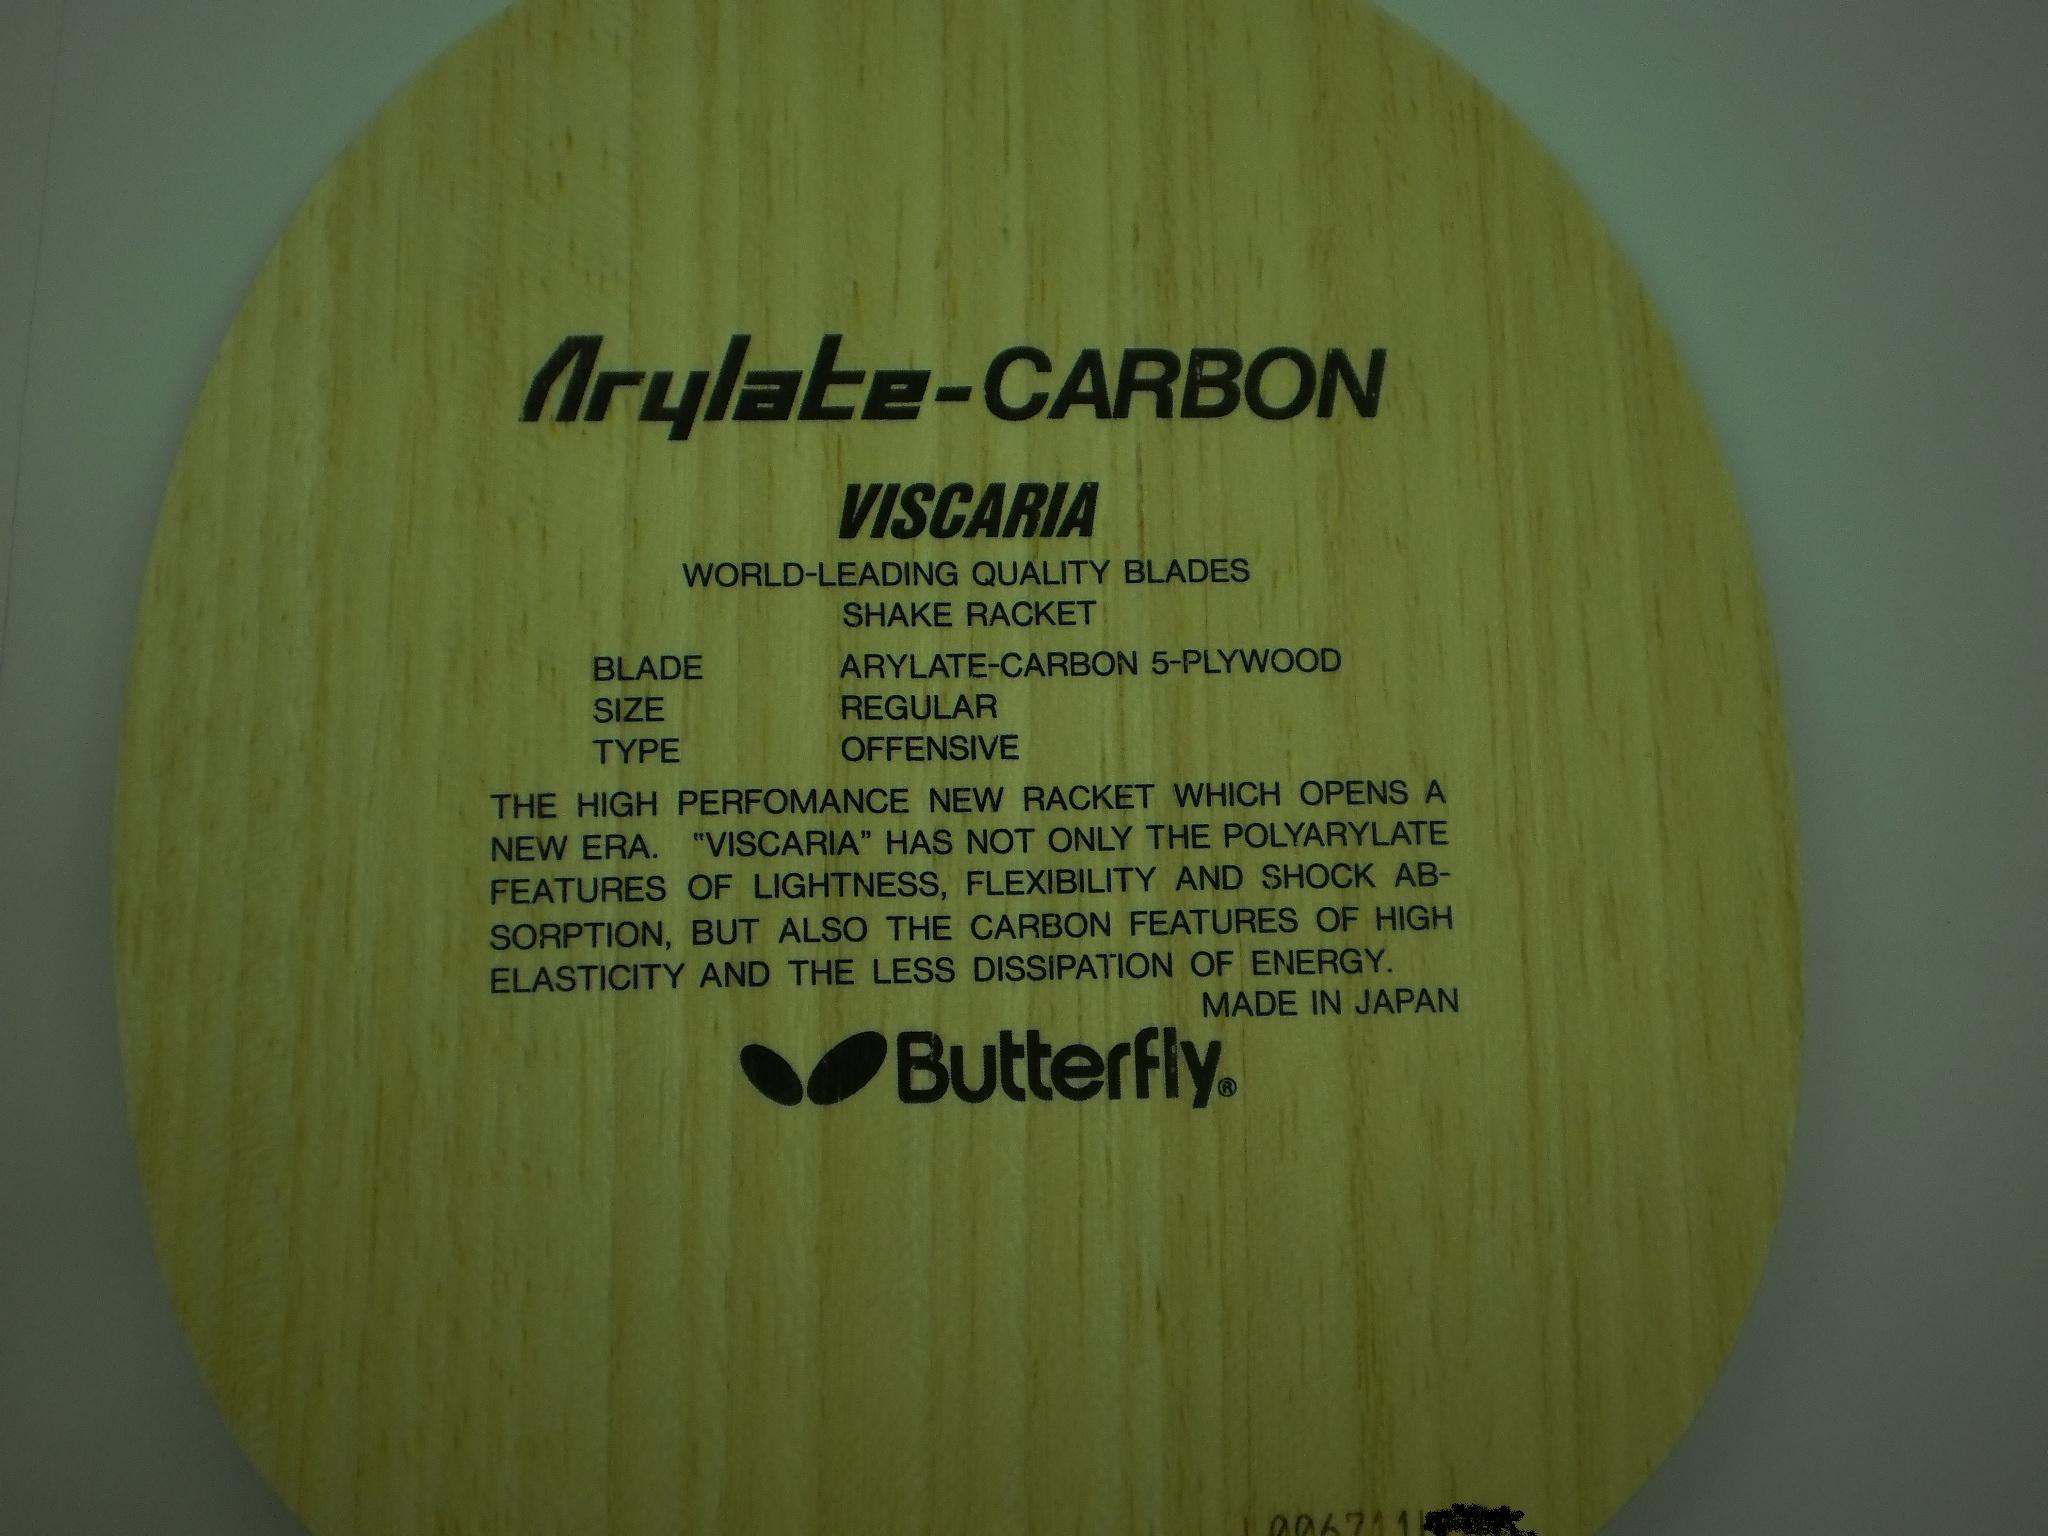 Arylate-CARBON
VISCARIA
WORLD-LEADING QUALITY BLADES
SHAKE RACKET
BLADE ARYLATE-CARBON 5-PLYWOOD
SIZE REGULAR
TYPE OFFENSIVE
THE HIGH PERFOMANCE NEW RACKET WHICH OPENS A
NEW ERA. "VISCARIA" HAS NOT ONLY THE POLYARYLATE
FEATURES OF LIGHTNESS, FLEXIBILITY AND SHOCK AB-
SORPTION, BUT ALSO THE CARBON FEATURES OF HIGH
ELASTICITY AND THE LESS DISSIPATION OF ENERGY.
MADE IN JAPAN
Butterfly®